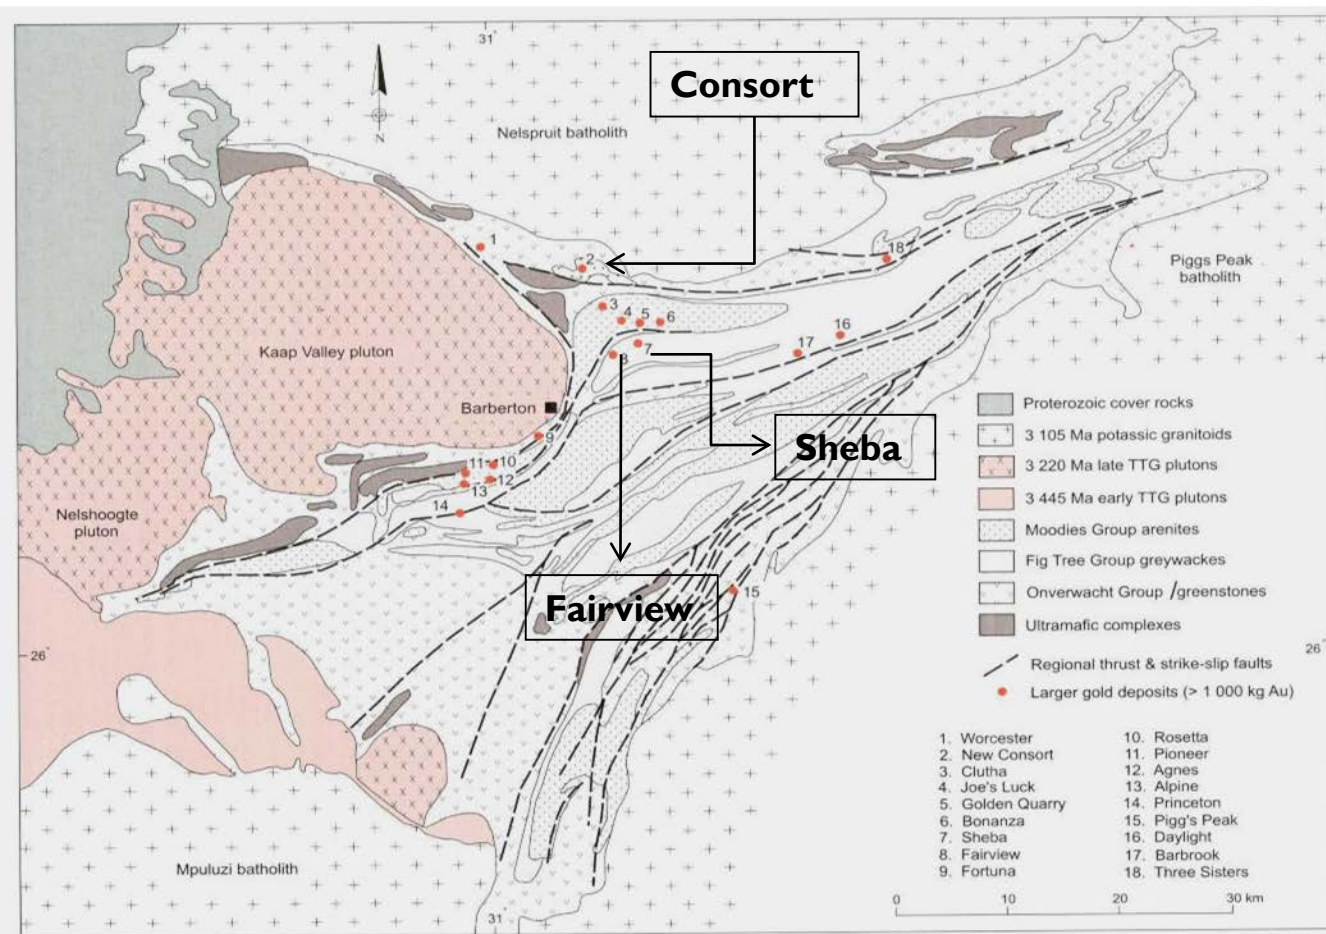 31°
Consort
N
Nelspruit batholith
1
2
18
Piggs Peak
batholith
3
4
5
6
16
Kaap Valley pluton
7
17
8
Barberton
Proterozoic cover rocks
9
3 105 Ma potassic granitoids
Sheba
11
10
3 220 Ma late TTG plutons
12
13
3 445 Ma early TTG plutons
14
Nelshoogte
pluton
Moodies Group arenites
Fig Tree Group greywackes
15
Onverwacht Group /greenstones
Fairview
Ultramafic complexes
26°
26°
Regional thrust & strike-slip faults
Larger gold deposits (> 1 000 kg Au)
1. Worcester
2. New Consort
3. Clutha
4. Joe's Luck
5. Golden Quarry
6. Bonanza
7. Sheba
8. Fairview
9. Fortuna
10. Rosetta
11. Pioneer
12. Agnes
13. Alpine
14. Princeton
15. Pigg's Peak
16. Daylight
17. Barbrook
18. Three Sisters
Mpuluzi batholith
0 10 20 30 km
31°